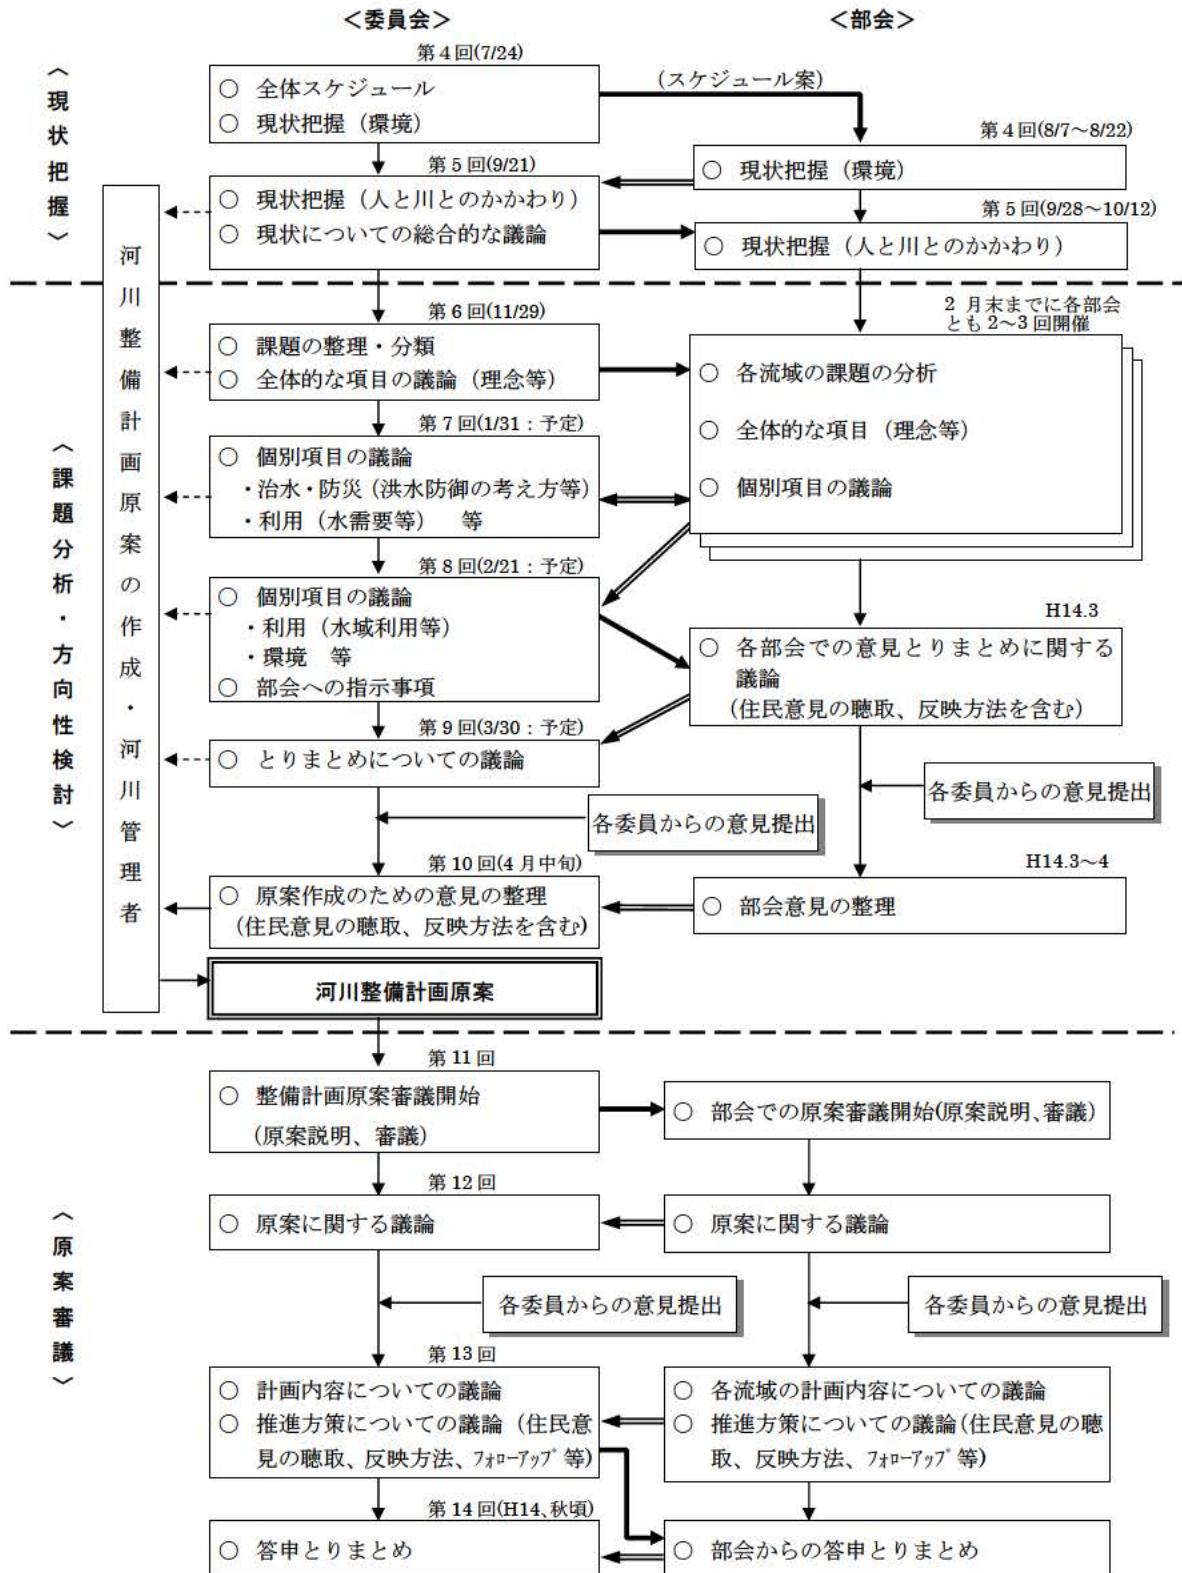 ＜委員会＞
＜部会＞
〈現状把握〉
第４回(7/24)
○ 全体スケジュール
○ 現状把握（環境）
(スケジュール案)
第４回(8/7～8/22)
○ 現状把握（環境）
第５回(9/21)
○ 現状把握（人と川とのかかわり）
○ 現状についての総合的な議論
第５回(9/28～10/12)
○ 現状把握（人と川とのかかわり）
河川整備計画原案の作成・河川管理者
〈課題分析・方向性検討〉
第６回(11/29)
○ 課題の整理・分類
○ 全体的な項目の議論（理念等）
2 月末までに各部会
とも 2～3 回開催
○ 各流域の課題の分析
○ 全体的な項目（理念等）
○ 個別項目の議論
第７回(1/31：予定)
○ 個別項目の議論
・治水・防災（洪水防御の考え方等）
・利用（水需要等） 等
第８回(2/21：予定)
○ 個別項目の議論
・利用（水域利用等）
・環境 等
○ 部会への指示事項
H14.3
○ 各部会での意見とりまとめに関する
議論
(住民意見の聴取、反映方法を含む)
第９回(3/30：予定)
○ とりまとめについての議論
各委員からの意見提出
各委員からの意見提出
第 10 回(4 月中旬)
○ 原案作成のための意見の整理
(住民意見の聴取、反映方法を含む)
H14.3～4
○ 部会意見の整理
河川整備計画原案
〈原案審議〉
第 11 回
○ 整備計画原案審議開始
（原案説明、審議）
○ 部会での原案審議開始(原案説明、審議）
第 12 回
○ 原案に関する議論
○ 原案に関する議論
各委員からの意見提出
各委員からの意見提出
第 13 回
○ 計画内容についての議論
○ 推進方策についての議論（住民意
見の聴取、反映方法、ﾌｫﾛｰｱｯﾌﾟ等)
○ 各流域の計画内容についての議論
○ 推進方策についての議論(住民意見の聴
取、反映方法、ﾌｫﾛｰｱｯﾌﾟ等)
第 14 回(H14、秋頃)
○ 答申とりまとめ
○ 部会からの答申とりまとめ